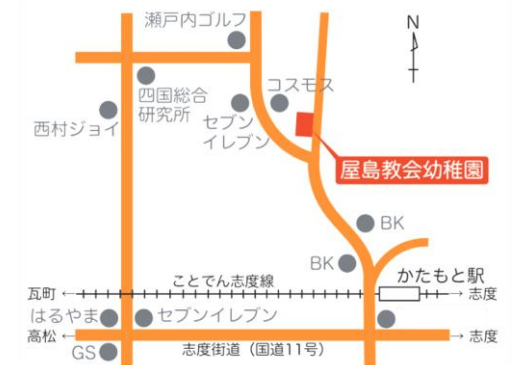 瀬戸内ゴルフ
N
コスモス
四国総合
研究所
西村ジョイ
セブン
イレブン
屋島教会幼稚園
BK
BK
かたもと駅
ことでん志度線
瓦町
志度
はるやま
セブンイレブン
高松
志度
GS
志度街道（国道11号）